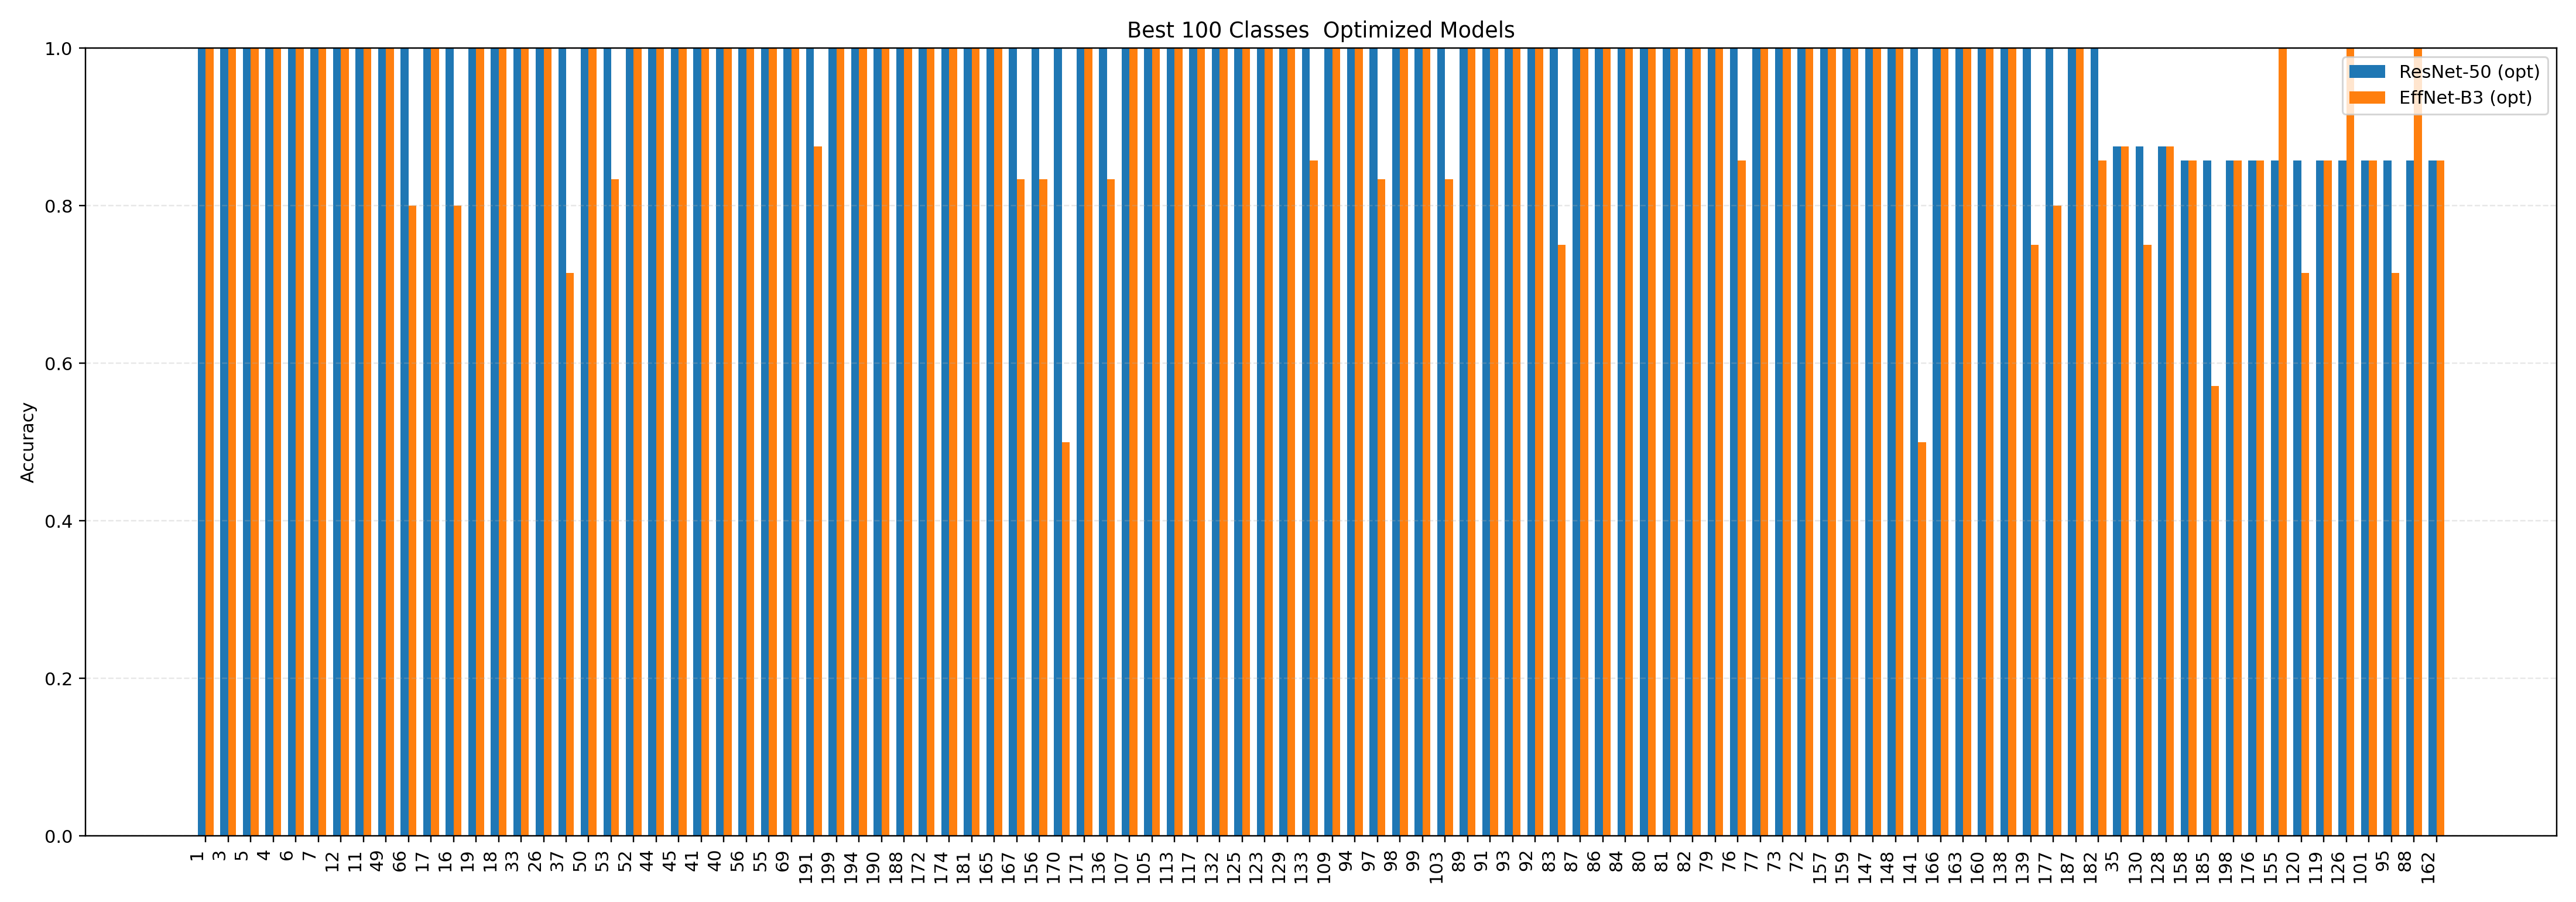 Best 100 Classes  Optimized Models
ResNet-50 (opt)
EffNet-B3 (opt)
Accuracy
1.0
0.8
0.6
0.4
0.2
0.0
1 3 5 4 6 7 12 11 49 66 17 16 19 18 33 26 37 50 53 52 44 45 41 40 56 55 69 191 199 194 190 188 172 174 181 165 167 156 170 171 136 107 105 113 117 132 125 123 129 133 109 94 97 98 99 103 89 91 93 92 83 87 86 84 80 81 82 79 76 77 73 72 157 159 147 148 141 166 163 160 138 139 177 187 182 35 130 128 158 185 198 176 155 120 119 126 101 95 88 162